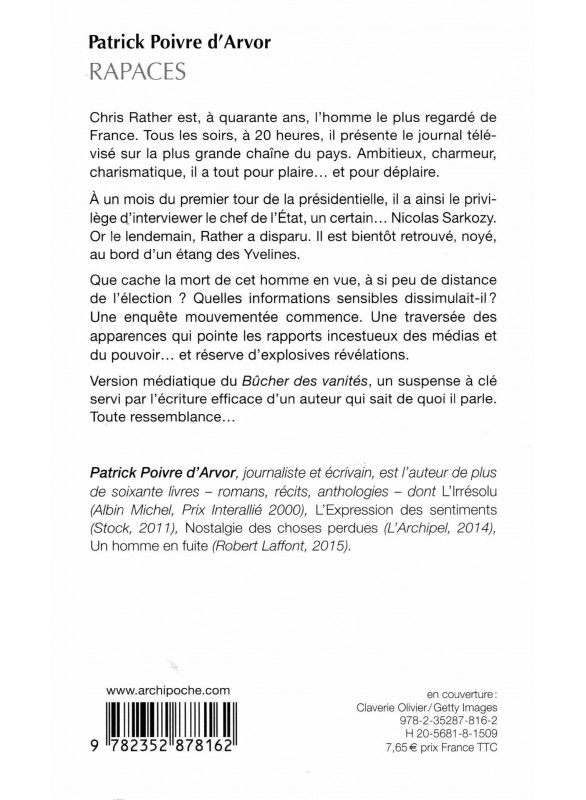 Patrick Poivre d'Arvor
RAPACES
Chris Rather est, à quarante ans, l'homme le plus regardé de
France. Tous les soirs, à 20 heures, il présente le journal télé-
visé sur la plus grande chaîne du pays. Ambitieux, charmeur,
charismatique, il a tout pour plaire… et pour déplaire.
À un mois du premier tour de la présidentielle, il a ainsi le privi-
lège d'interviewer le chef de l'État, un certain… Nicolas Sarkozy.
Or le lendemain, Rather a disparu. Il est bientôt retrouvé, noyé,
au bord d'un étang des Yvelines.
Que cache la mort de cet homme en vue, à si peu de distance
de l'élection ? Quelles informations sensibles dissimulait-il ?
Une enquête mouvementée commence. Une traversée des
apparences qui pointe les rapports incestueux des médias et
du pouvoir… et réserve d'explosives révélations.
Version médiatique du Bûcher des vanités, un suspense à clé
servi par l'écriture efficace d'un auteur qui sait de quoi il parle.
Toute ressemblance…
Patrick Poivre d'Arvor, journaliste et écrivain, est l'auteur de plus
de soixante livres – romans, récits, anthologies – dont L'Irrésolu
(Albin Michel, Prix Interallié 2000), L'Expression des sentiments
(Stock, 2011), Nostalgie des choses perdues (L'Archipel, 2014),
Un homme en fuite (Robert Laffont, 2015).
www.archipoche.com
9 782352 878162
en couverture :
Claverie Olivier / Getty Images
978-2-35287-816-2
H 20-5681-8-1509
7,65 € prix France TTC